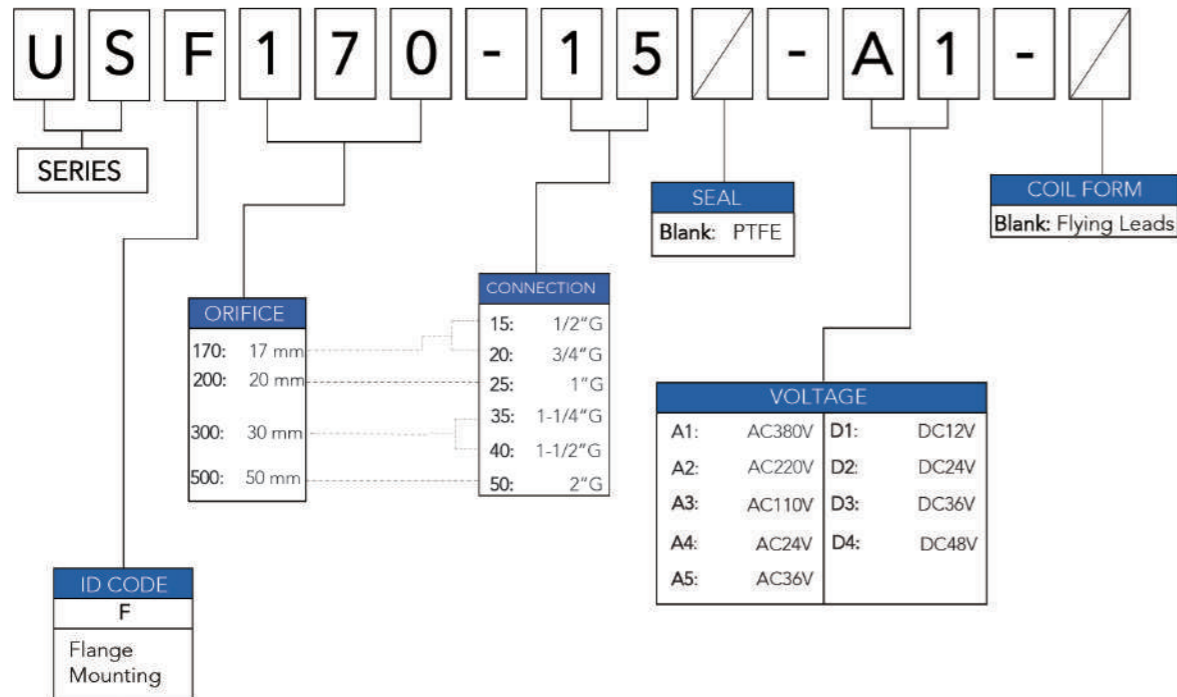 U S F 1 7 0 - 1 5 - A 1 -
SERIES
SEAL
Blank: PTFE
COIL FORM
Blank: Flying Leads
ORIFICE
170: 17 mm
200: 20 mm
300: 30 mm
500: 50 mm
CONNECTION
15: 1/2"G
20: 3/4"G
25: 1"G
35: 1-1/4"G
40: 1-1/2"G
50: 2"G
VOLTAGE
A1: AC380V D1: DC12V
A2: AC220V D2: DC24V
A3: AC110V D3: DC36V
A4: AC24V D4: DC48V
A5: AC36V
ID CODE
F
Flange
Mounting